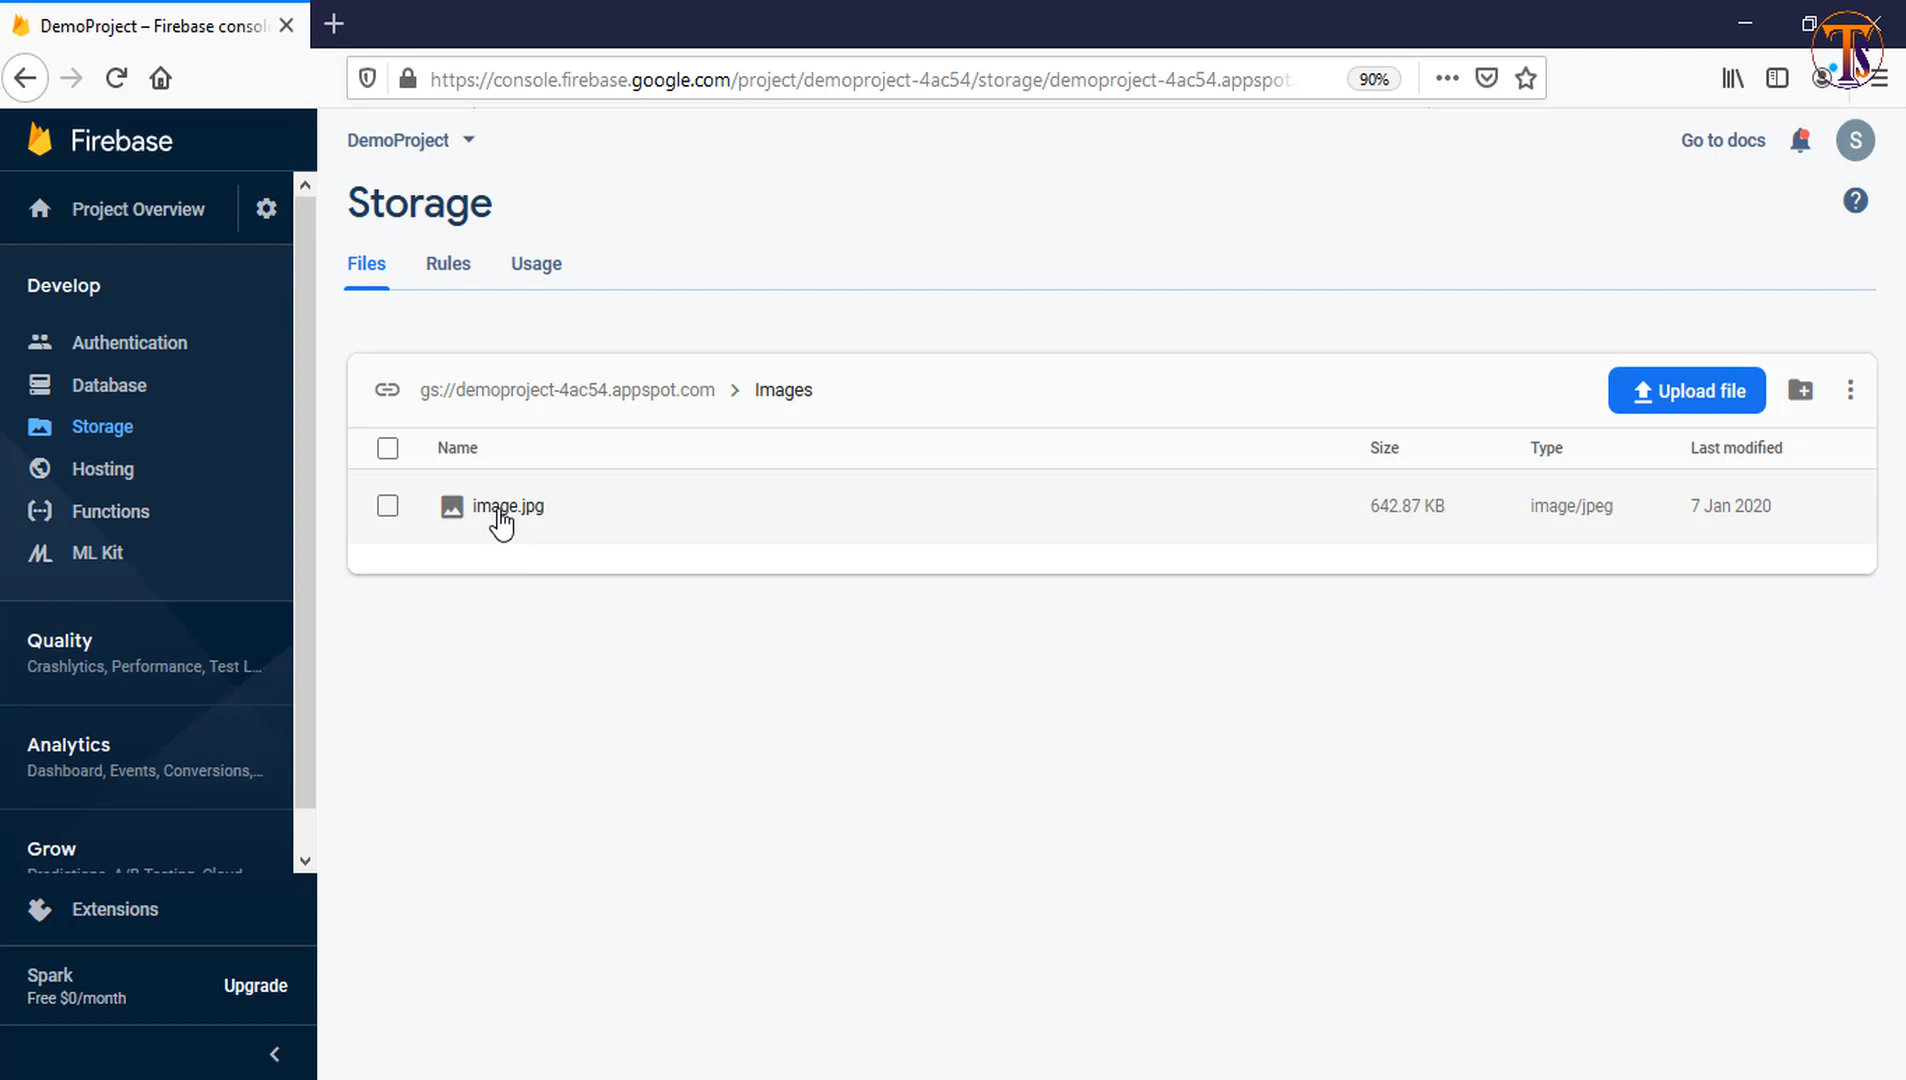 DemoProject – Firebase consol
https://console.firebase.google.com/project/demoproject-4ac54/storage/demoproject-4ac54.appspot.
90%
TS
Firebase
DemoProject
Go to docs
S
Project Overview
Storage
?
Files Rules Usage
Develop
Authentication
Database
Storage
Hosting
Functions
ML Kit
gs://demoproject-4ac54.appspot.com > Images
Upload file
Name Size Type Last modified
image.jpg 642.87 KB image/jpeg 7 Jan 2020
Quality
Crashlytics, Performance, Test L...
Analytics
Dashboard, Events, Conversions,...
Grow
Predictions, A/B Testing, Cloud
Extensions
Spark
Free $0/month
Upgrade